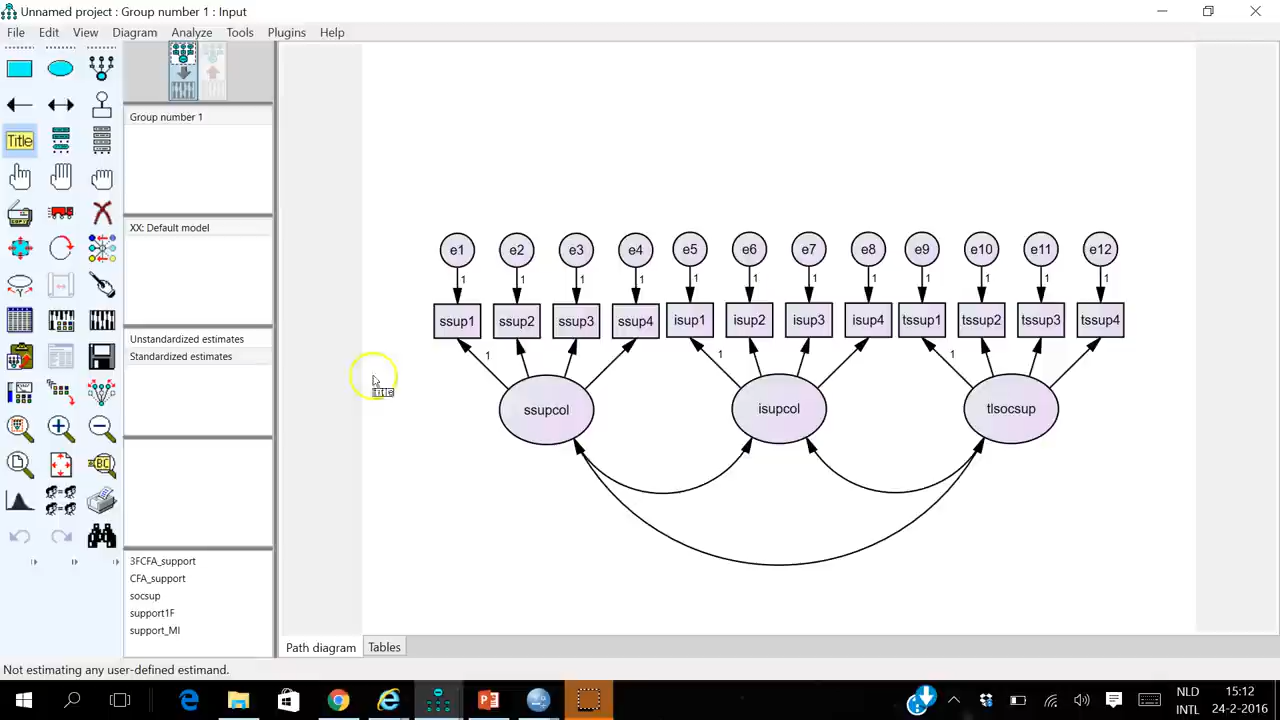 Unnamed project : Group number 1 : Input
File Edit View Diagram Analyze Tools Plugins Help
Title
Group number 1
XX: Default model
Unstandardized estimates
Standardized estimates
3FCFA_support
CFA_support
socsup
support1F
support_MI
e1 e2 e3 e4 e5 e6 e7 e8 e9 e10 e11 e12
1 1 1 1 1 1 1 1 1 1 1 1
ssup1 ssup2 ssup3 ssup4 isup1 isup2 isup3 isup4 tssup1 tssup2 tssup3 tssup4
1 1 1
Title
ssupcol isupcol tlsocsup
Path diagram Tables
Not estimating any user-defined estimand.
NLD 15:12
INTL 24-2-2016